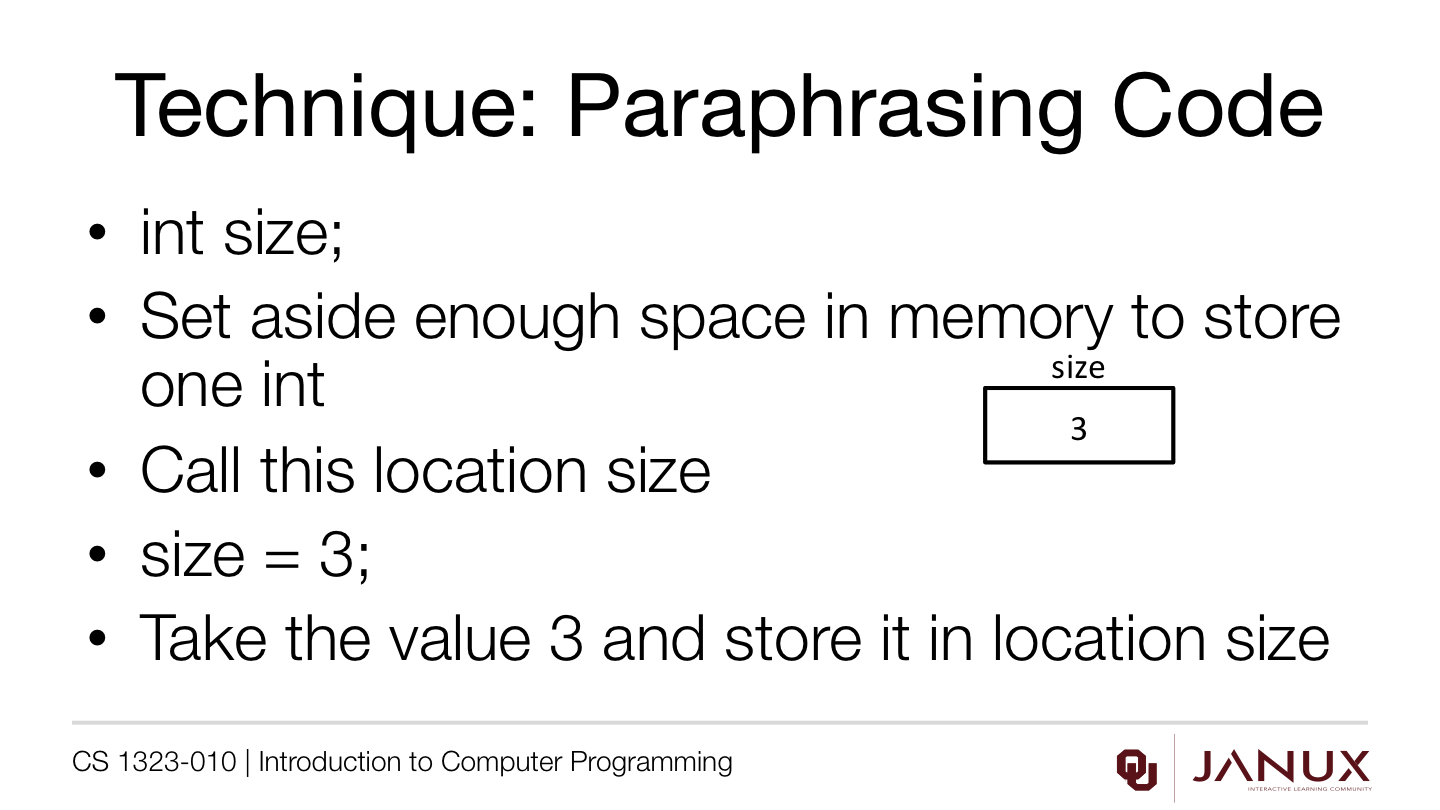 Technique: Paraphrasing Code
• int size;
• Set aside enough space in memory to store
one int
size
3
• Call this location size
• size = 3;
• Take the value 3 and store it in location size
CS 1323-010 | Introduction to Computer Programming
OU
JANUX
INTERACTIVE LEARNING COMMUNITY